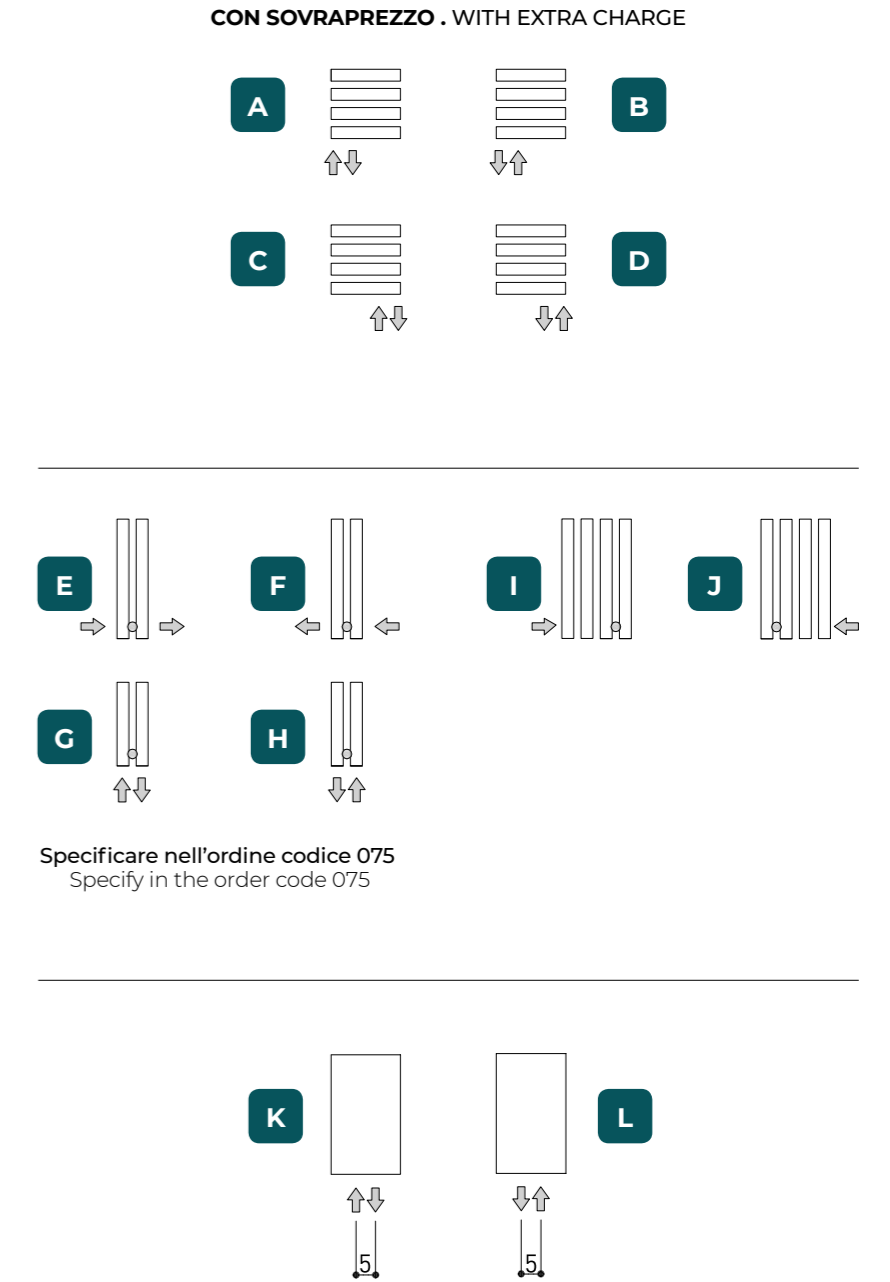 CON SOVRAPREZZO . WITH EXTRA CHARGE
A
B
C
D
E
F
I
J
G
H
Specificare nell'ordine codice 075
Specify in the order code 075
K
L
5
5